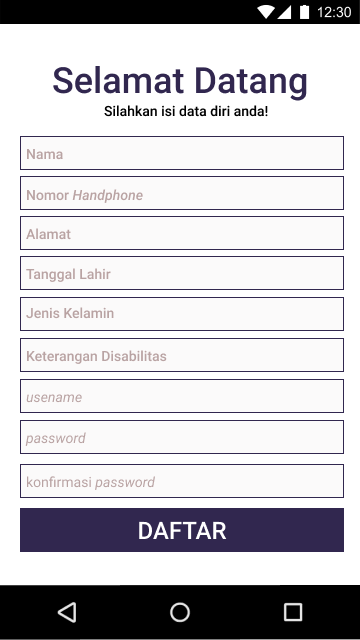 12:30
Selamat Datang
Silahkan isi data diri anda!
Nama
Nomor Handphone
Alamat
Tanggal Lahir
Jenis Kelamin
Keterangan Disabilitas
usename
password
konfirmasi password
DAFTAR